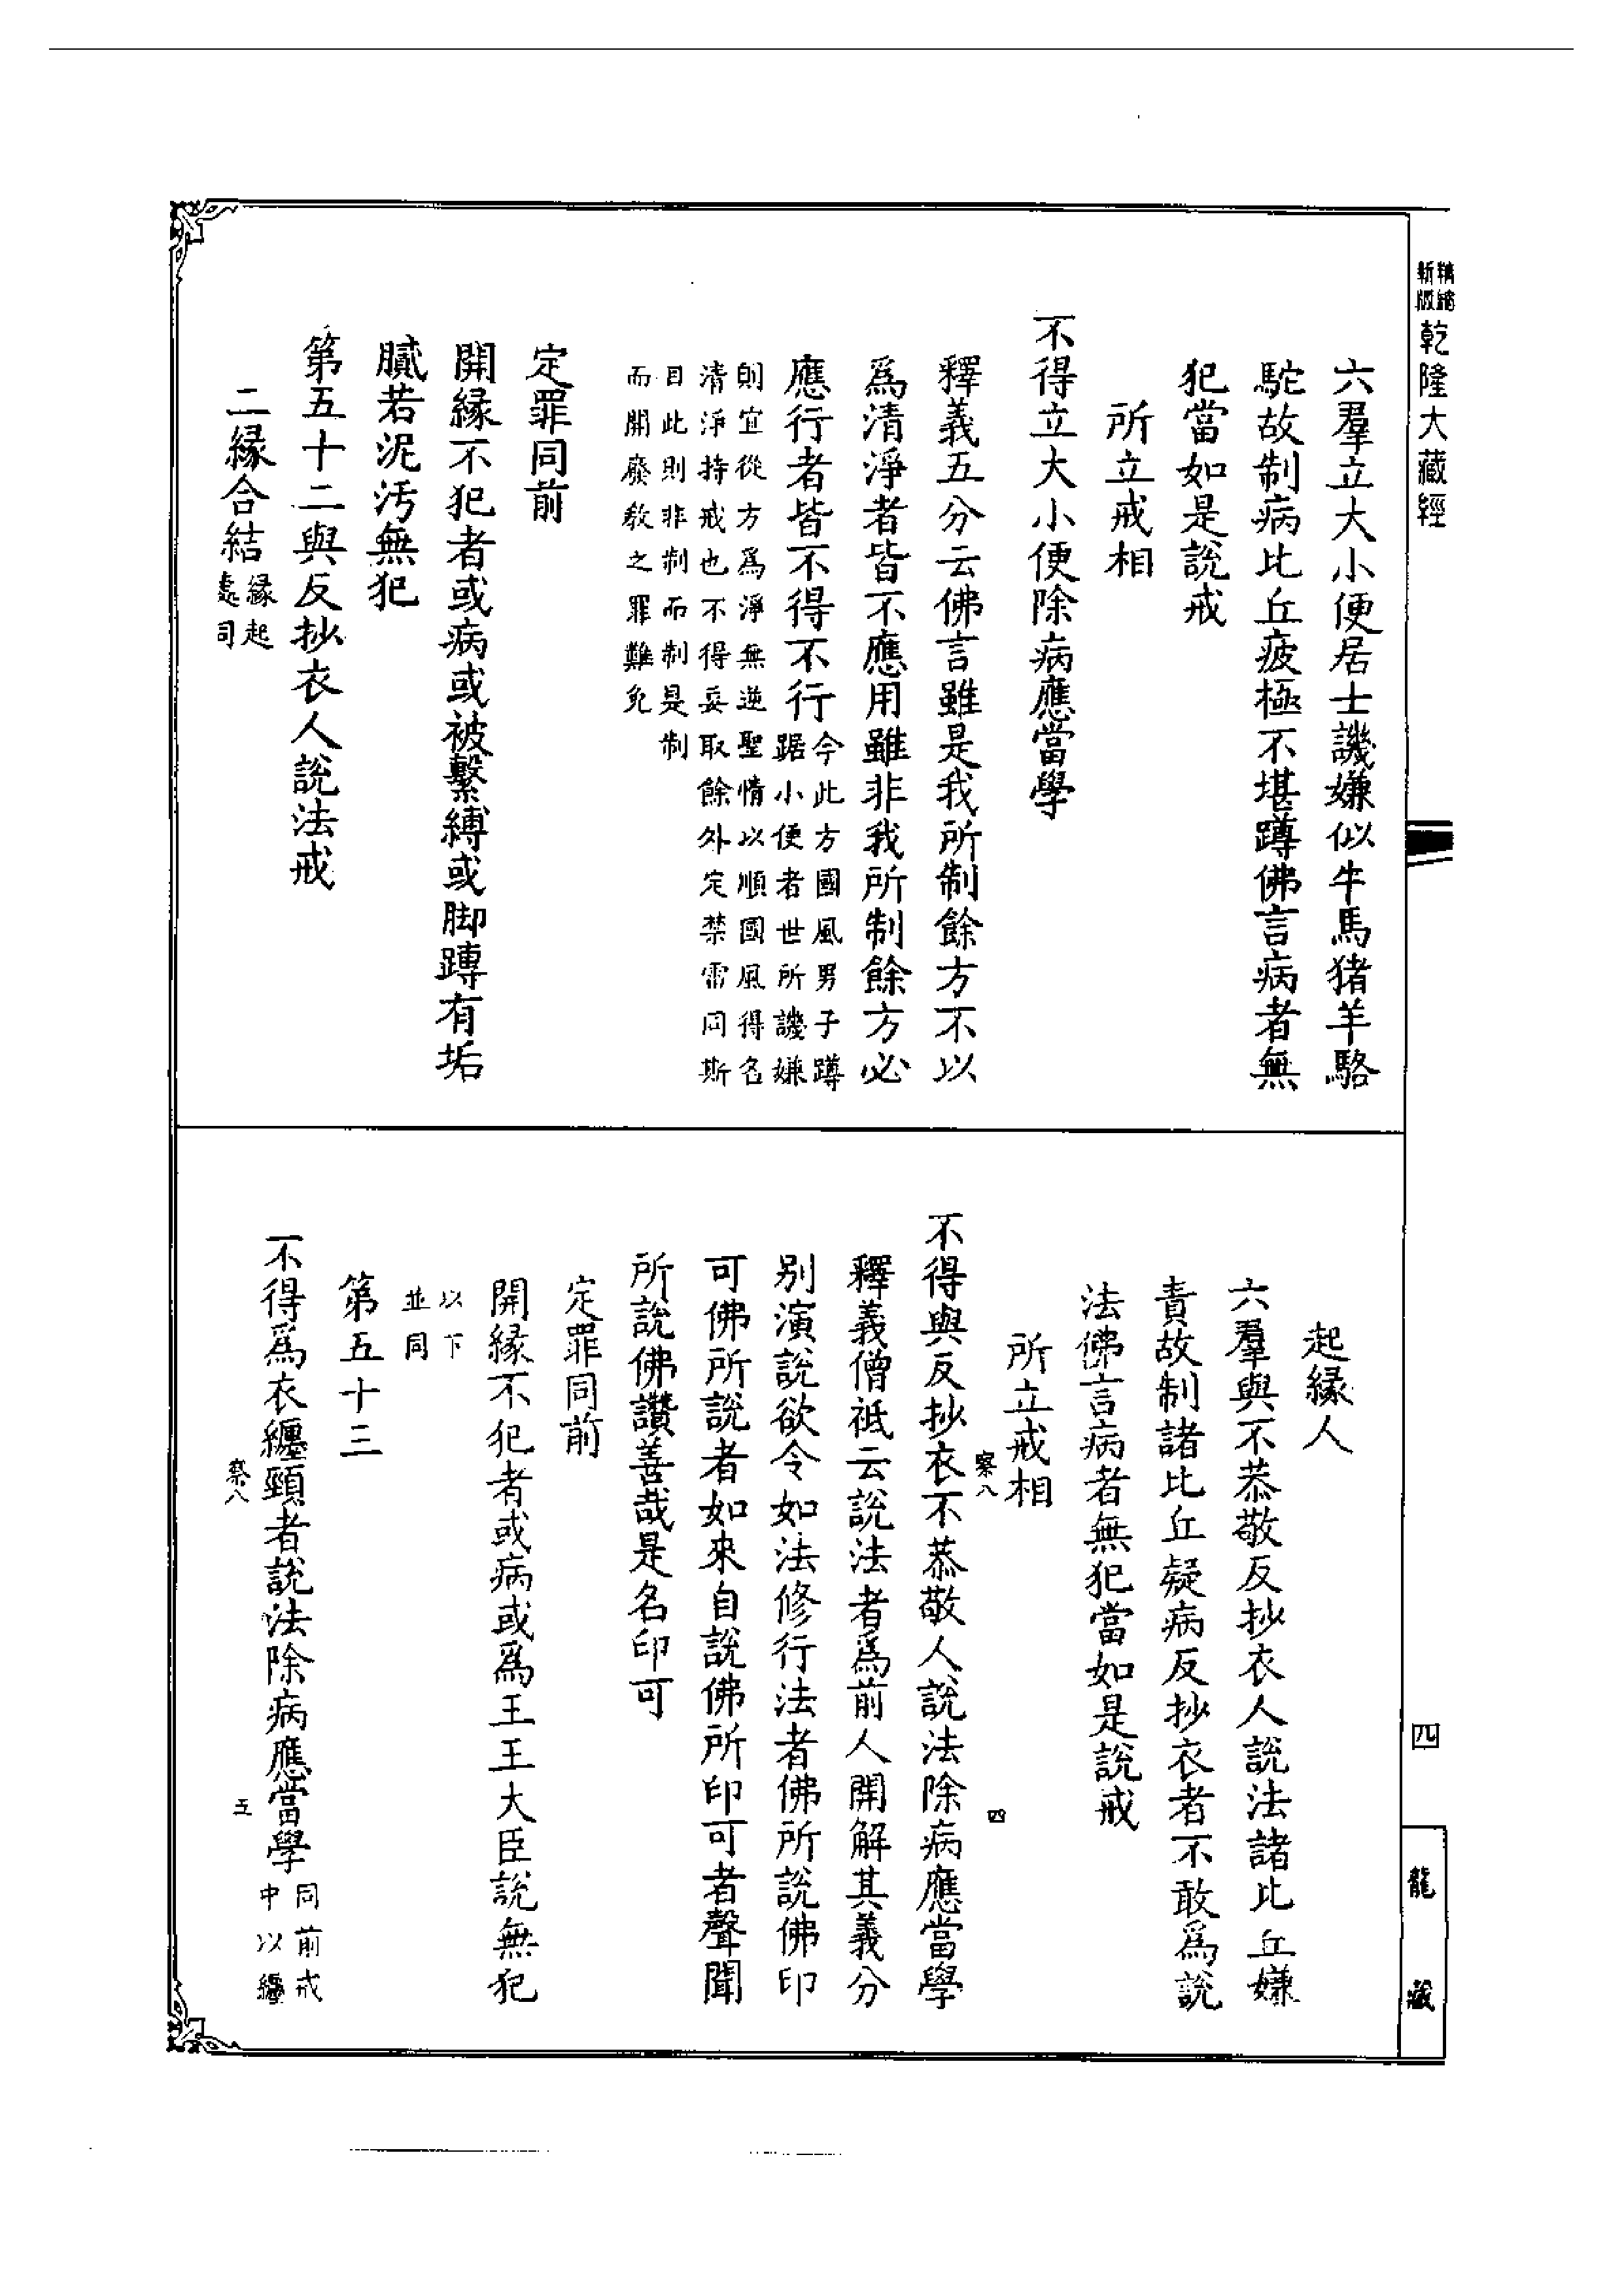 精縮新版乾隆大藏經
六羣立大小便居士譏嫌似牛馬猪羊駱
駝故制病比丘疲極不堪蹲佛言病者無
犯當如是說戒
所立戒相
不得立大小便除病應當學
釋義五分云佛言雖是我所制餘方不以
爲清淨者皆不應用雖非我所制餘方必
應行者皆不得不行今此方國風男子蹲
踞小便者世所譏嫌
則宜從方爲淨無違聖情以順國風得名
清淨持戒也不得妄取餘外定禁雷同斯
目此則非制而制是制
而開廢教之罪難免
定罪同前
開緣不犯者或病或被繫縛或脚蹲有垢
膩若泥汚無犯
第五十二與反抄衣人說法戒
二緣合結緣起
處同
起緣人
六羣與不恭敬反抄衣人說法諸比丘嫌
責故制諸比丘疑病反抄衣者不敢爲說
法佛言病者無犯當如是說戒
所立戒相
察八 四
不得與反抄衣不恭敬人說法除病應當學
釋義僧祇云說法者爲前人開解其義分
別演說欲令如法修行法者佛所說佛印
可佛所說者如來自說佛所印可者聲聞
所說佛讚善哉是名印可
定罪同前
開緣不犯者或病或爲王王大臣說無犯
以下
並同
第五十三
不得爲衣纏頸者說法除病應當學同前戒
中以纏
察八 五
四
龍藏